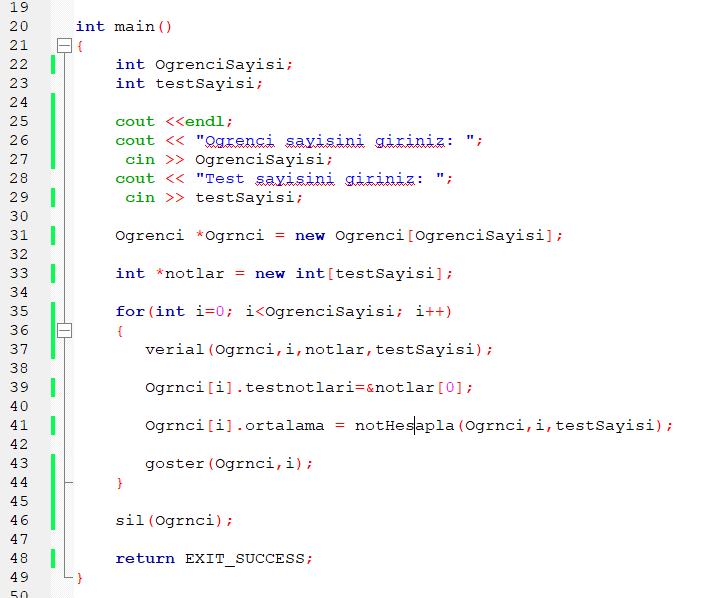 19
20 int main()
21 {
22 int OgrenciSayisi;
23 int testSayisi;
24
25 cout <<endl;
26 cout << "Ogrenci sayisini giriniz: ";
27 cin >> OgrenciSayisi;
28 cout << "Test sayisini giriniz: ";
29 cin >> testSayisi;
30
31 Ogrenci *Ogrnci = new Ogrenci[OgrenciSayisi];
32
33 int *notlar = new int[testSayisi];
34
35 for(int i=0; i<OgrenciSayisi; i++)
36 {
37 verial(Ogrnci,i,notlar,testSayisi);
38
39 Ogrnci[i].testnotlari=&notlar[0];
40
41 Ogrnci[i].ortalama = notHesapla(Ogrnci,i,testSayisi);
42
43 goster(Ogrnci,i);
44 }
45
46 sil(Ogrnci);
47
48 return EXIT_SUCCESS;
49 }
50